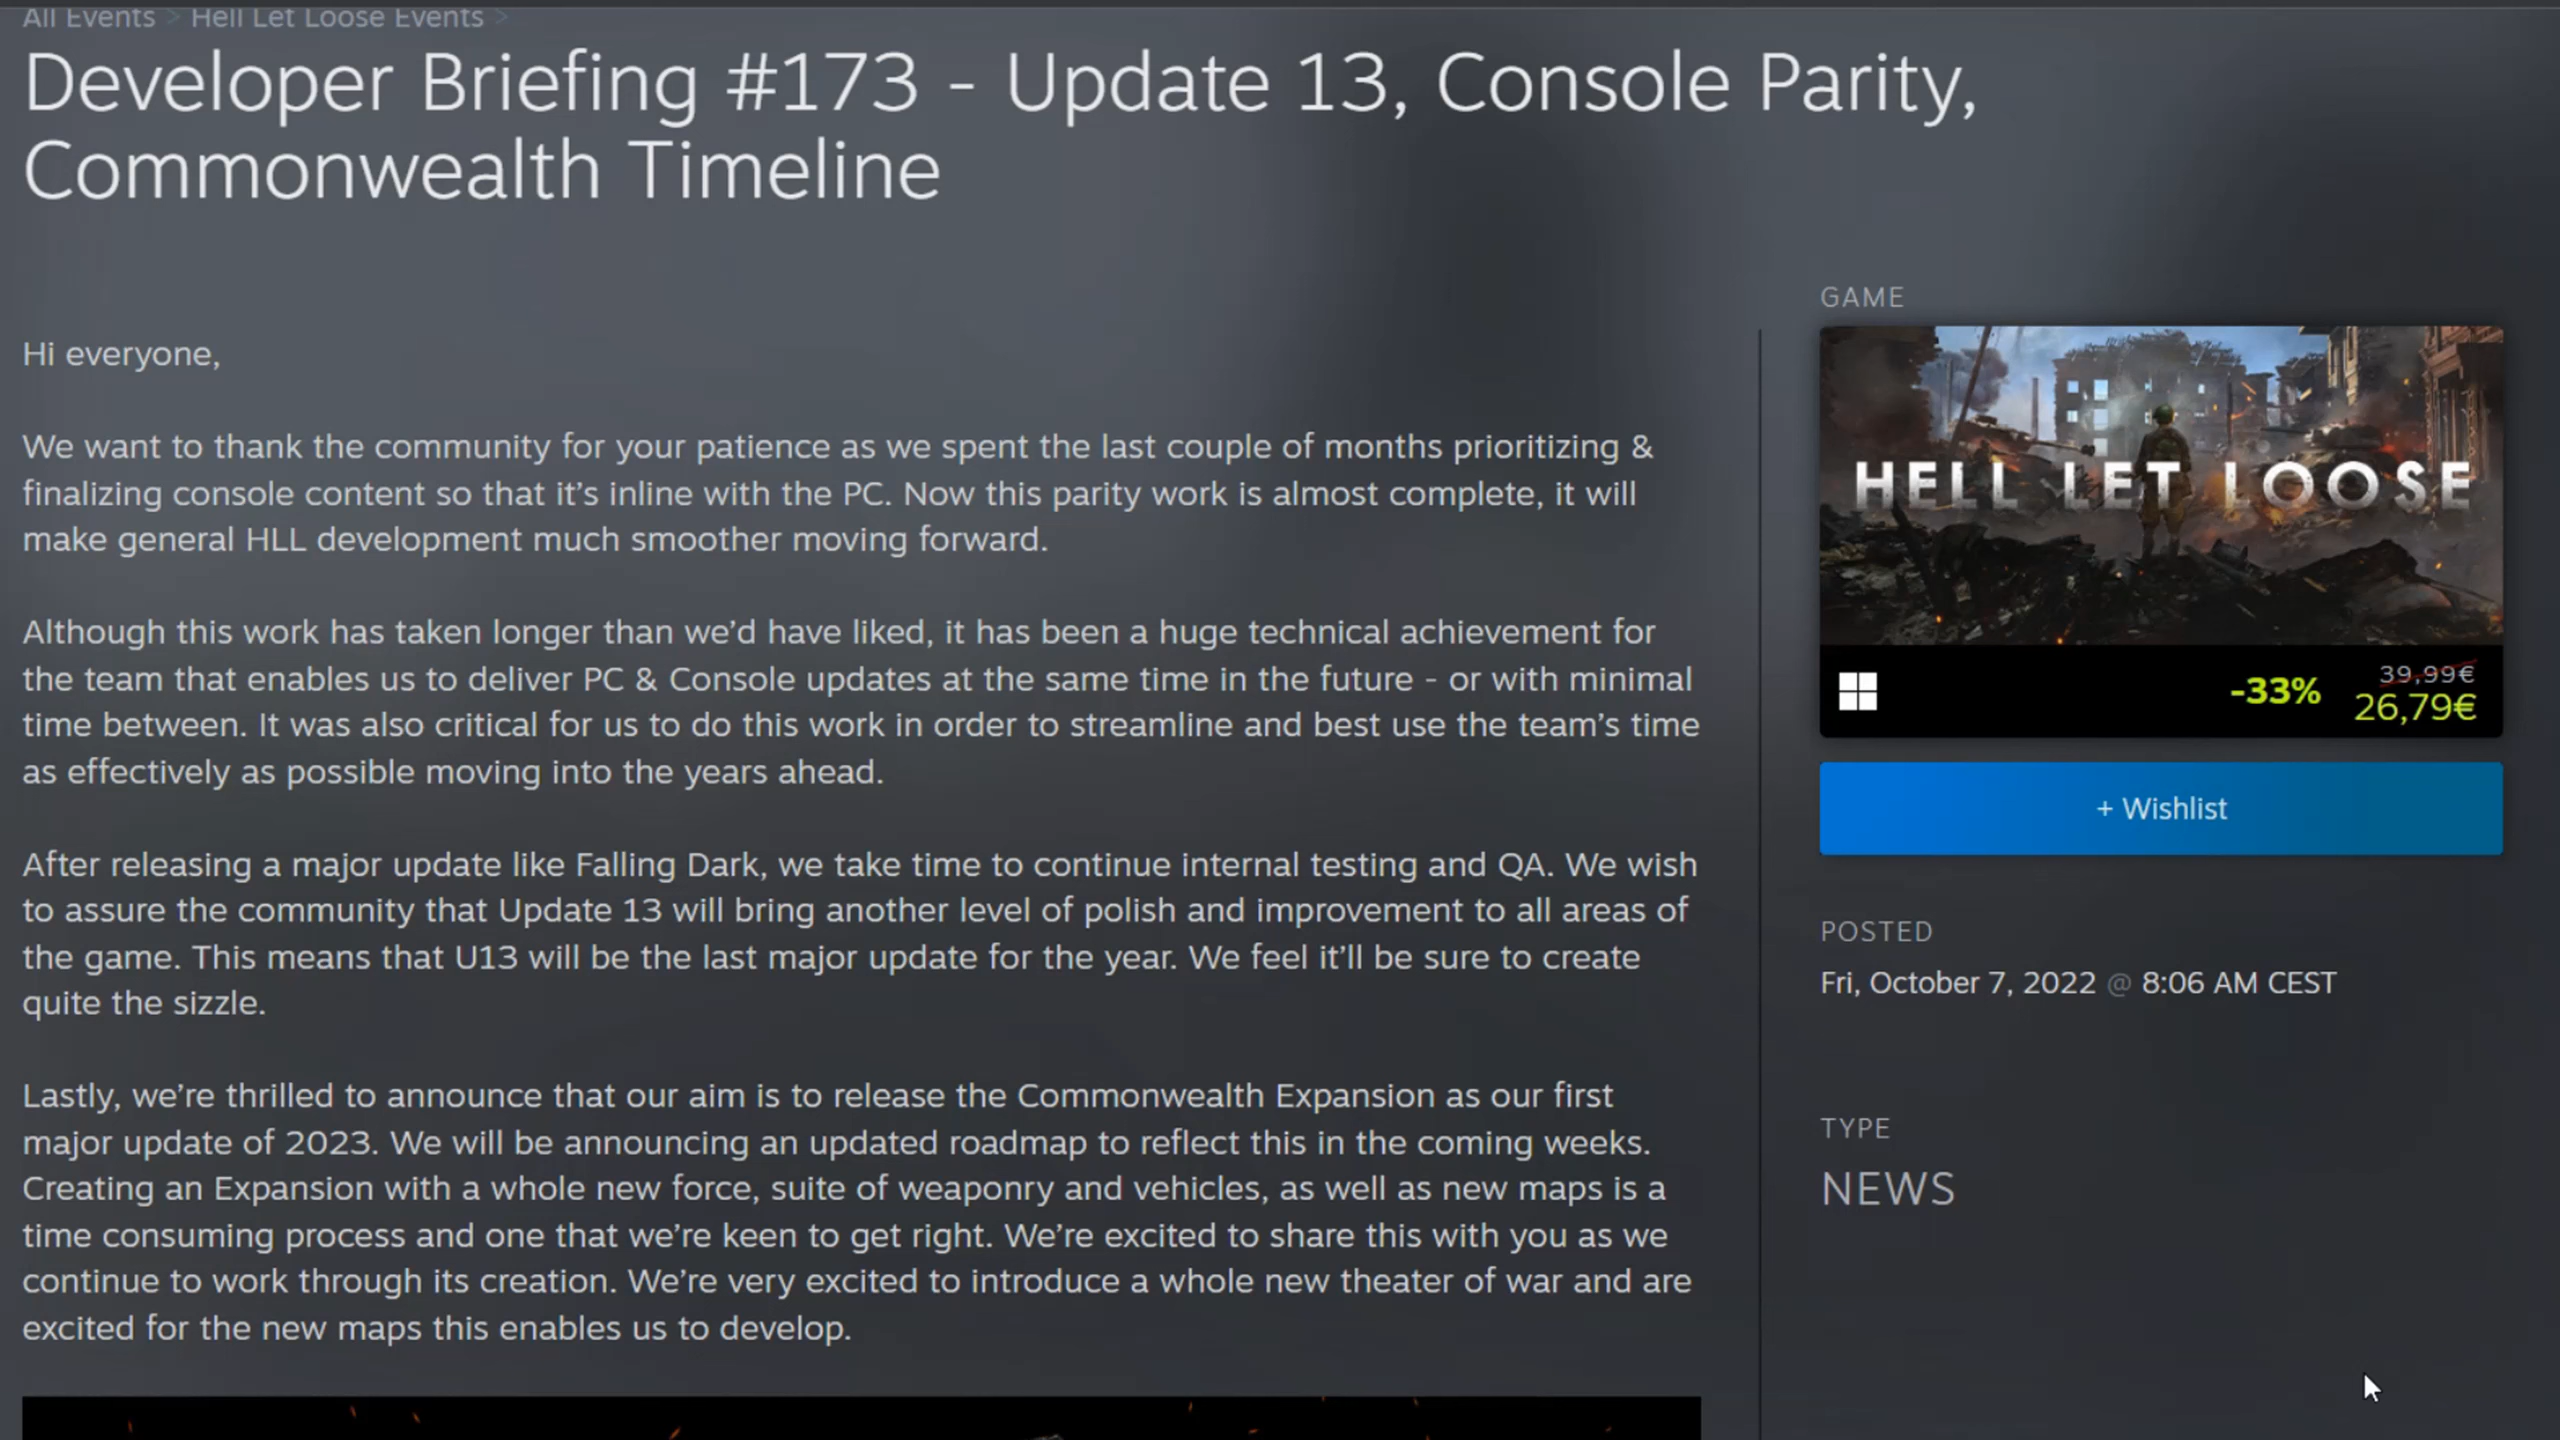 All Events > Hell Let Loose Events >
Developer Briefing #173 - Update 13, Console Parity,
Commonwealth Timeline
Hi everyone,
We want to thank the community for your patience as we spent the last couple of months prioritizing &
finalizing console content so that it's inline with the PC. Now this parity work is almost complete, it will
make general HLL development much smoother moving forward.
Although this work has taken longer than we'd have liked, it has been a huge technical achievement for
the team that enables us to deliver PC & Console updates at the same time in the future - or with minimal
time between. It was also critical for us to do this work in order to streamline and best use the team's time
as effectively as possible moving into the years ahead.
After releasing a major update like Falling Dark, we take time to continue internal testing and QA. We wish
to assure the community that Update 13 will bring another level of polish and improvement to all areas of
the game. This means that U13 will be the last major update for the year. We feel it'll be sure to create
quite the sizzle.
Lastly, we're thrilled to announce that our aim is to release the Commonwealth Expansion as our first
major update of 2023. We will be announcing an updated roadmap to reflect this in the coming weeks.
Creating an Expansion with a whole new force, suite of weaponry and vehicles, as well as new maps is a
time consuming process and one that we're keen to get right. We're excited to share this with you as we
continue to work through its creation. We're very excited to introduce a whole new theater of war and are
excited for the new maps this enables us to develop.
GAME
HELL LET LOOSE
-33%
39,99€
26,79€
+ Wishlist
POSTED
Fri, October 7, 2022 @ 8:06 AM CEST
TYPE
NEWS